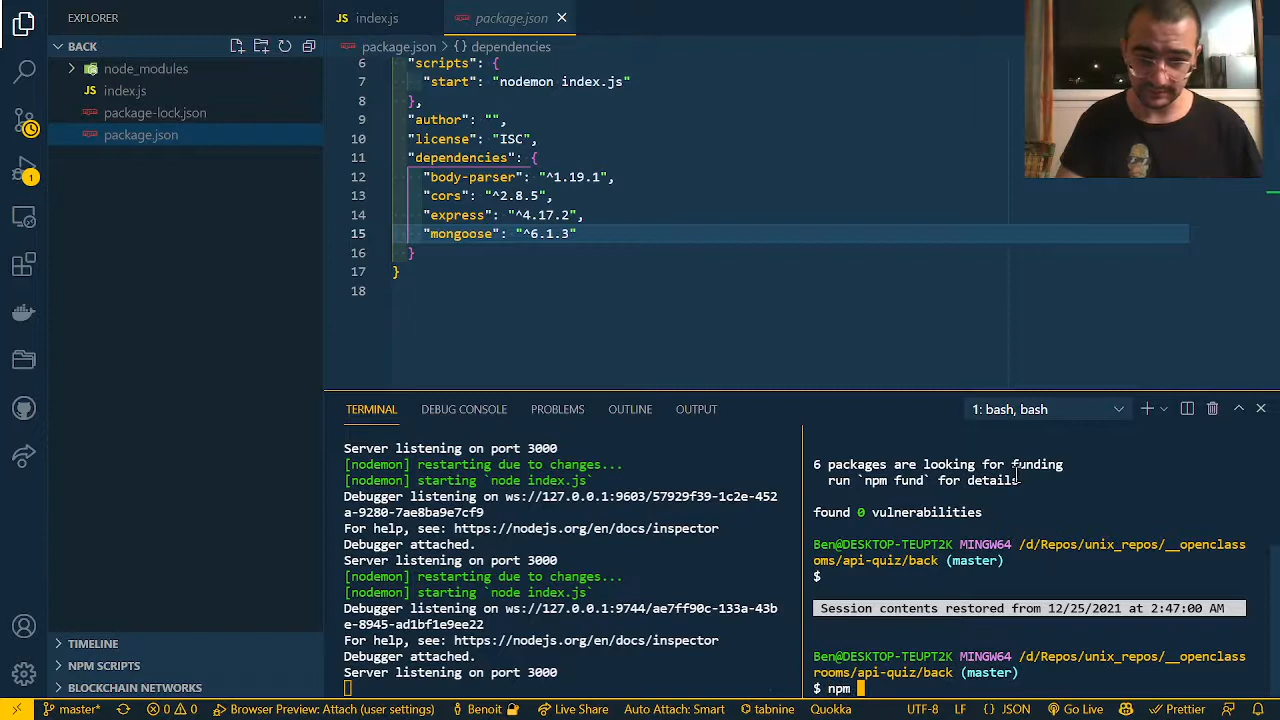 EXPLORER
BACK
node_modules
index.js
package-lock.json
package.json
TIMELINE
NPM SCRIPTS
BLOCKCHAIN NETWORKS
1
JS index.js
package.json
package.json > {} dependencies
6 "scripts": {
7 "start": "nodemon index.js"
8 },
9 "author": "",
10 "license": "ISC",
11 "dependencies": {
12 "body-parser": "^1.19.1",
13 "cors": "^2.8.5",
14 "express": "^4.17.2",
15 "mongoose": "^6.1.3"
16 }
17 }
18
TERMINAL DEBUG CONSOLE PROBLEMS OUTLINE OUTPUT
1: bash, bash
Server listening on port 3000
[nodemon] restarting due to changes...
[nodemon] starting `node index.js`
Debugger listening on ws://127.0.0.1:9603/57929f39-1c2e-452
a-9280-7ae8ba9e7cf9
For help, see: https://nodejs.org/en/docs/inspector
Debugger attached.
Server listening on port 3000
[nodemon] restarting due to changes...
[nodemon] starting `node index.js`
Debugger listening on ws://127.0.0.1:9744/ae7ff90c-133a-43b
e-8945-ad1bf1e9ee22
For help, see: https://nodejs.org/en/docs/inspector
Debugger attached.
Server listening on port 3000
6 packages are looking for funding
run `npm fund` for details
found 0 vulnerabilities
Ben@DESKTOP-TEUPT2K MINGW64 /d/Repos/unix_repos/__openclass
oms/api-quiz/back (master)
$
Session contents restored from 12/25/2021 at 2:47:00 AM
Ben@DESKTOP-TEUPT2K MINGW64 /d/Repos/unix_repos/__openclass
rooms/api-quiz/back (master)
$ npm
master* 0 0 Browser Preview: Attach (user settings) Benoit Live Share Auto Attach: Smart tabnine Quokka UTF-8 LF {} JSON Go Live Prettier